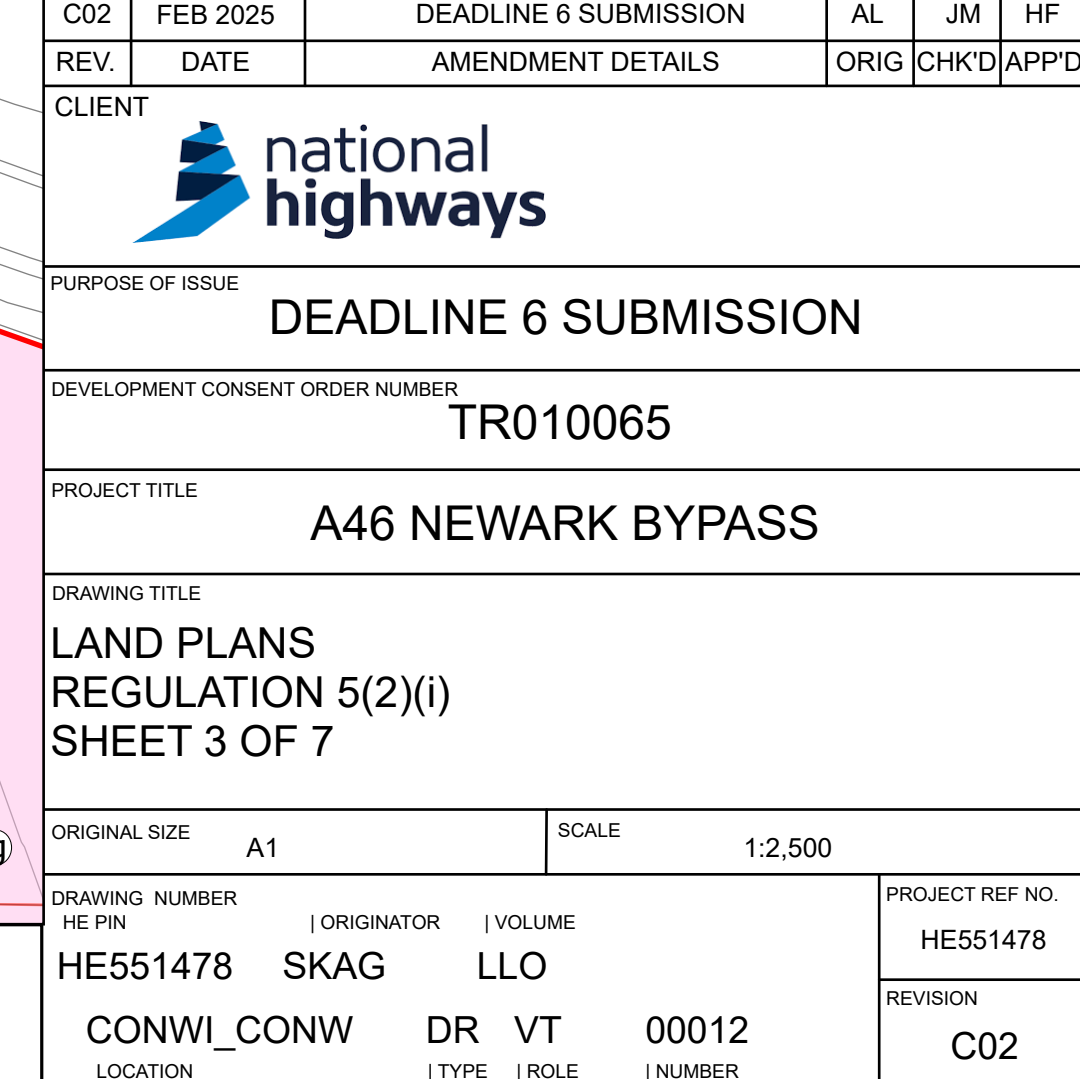 C02 FEB 2025 DEADLINE 6 SUBMISSION AL JM HF
REV. DATE AMENDMENT DETAILS ORIG CHK'D APP'D
CLIENT
national
highways
PURPOSE OF ISSUE
DEADLINE 6 SUBMISSION
DEVELOPMENT CONSENT ORDER NUMBER
TR010065
PROJECT TITLE
A46 NEWARK BYPASS
DRAWING TITLE
LAND PLANS
REGULATION 5(2)(i)
SHEET 3 OF 7
ORIGINAL SIZE
A1
SCALE
1:2,500
DRAWING NUMBER
HE PIN | ORIGINATOR | VOLUME
HE551478 SKAG LLO
CONWI_CONW DR VT 00012
LOCATION | TYPE | ROLE | NUMBER
PROJECT REF NO.
HE551478
REVISION
C02